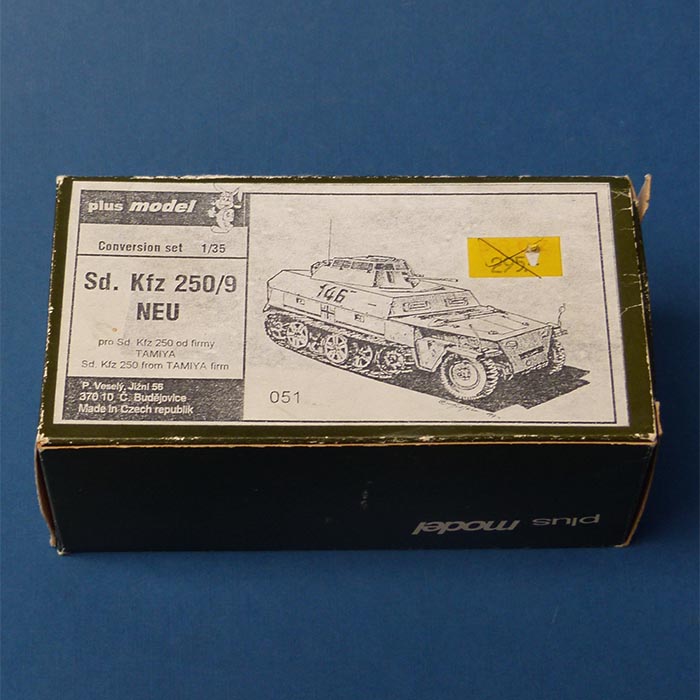 plus model
Conversion set 1/35
Sd. Kfz 250/9
NEU
pro Sd. Kfz 250 od firmy
TAMIYA
Sd. Kfz 250 from TAMIYA firm
P. Veselý, Jižní 56
370 10 Č. Budějovice
Made in Czech republik
146
051
295,-
plus model